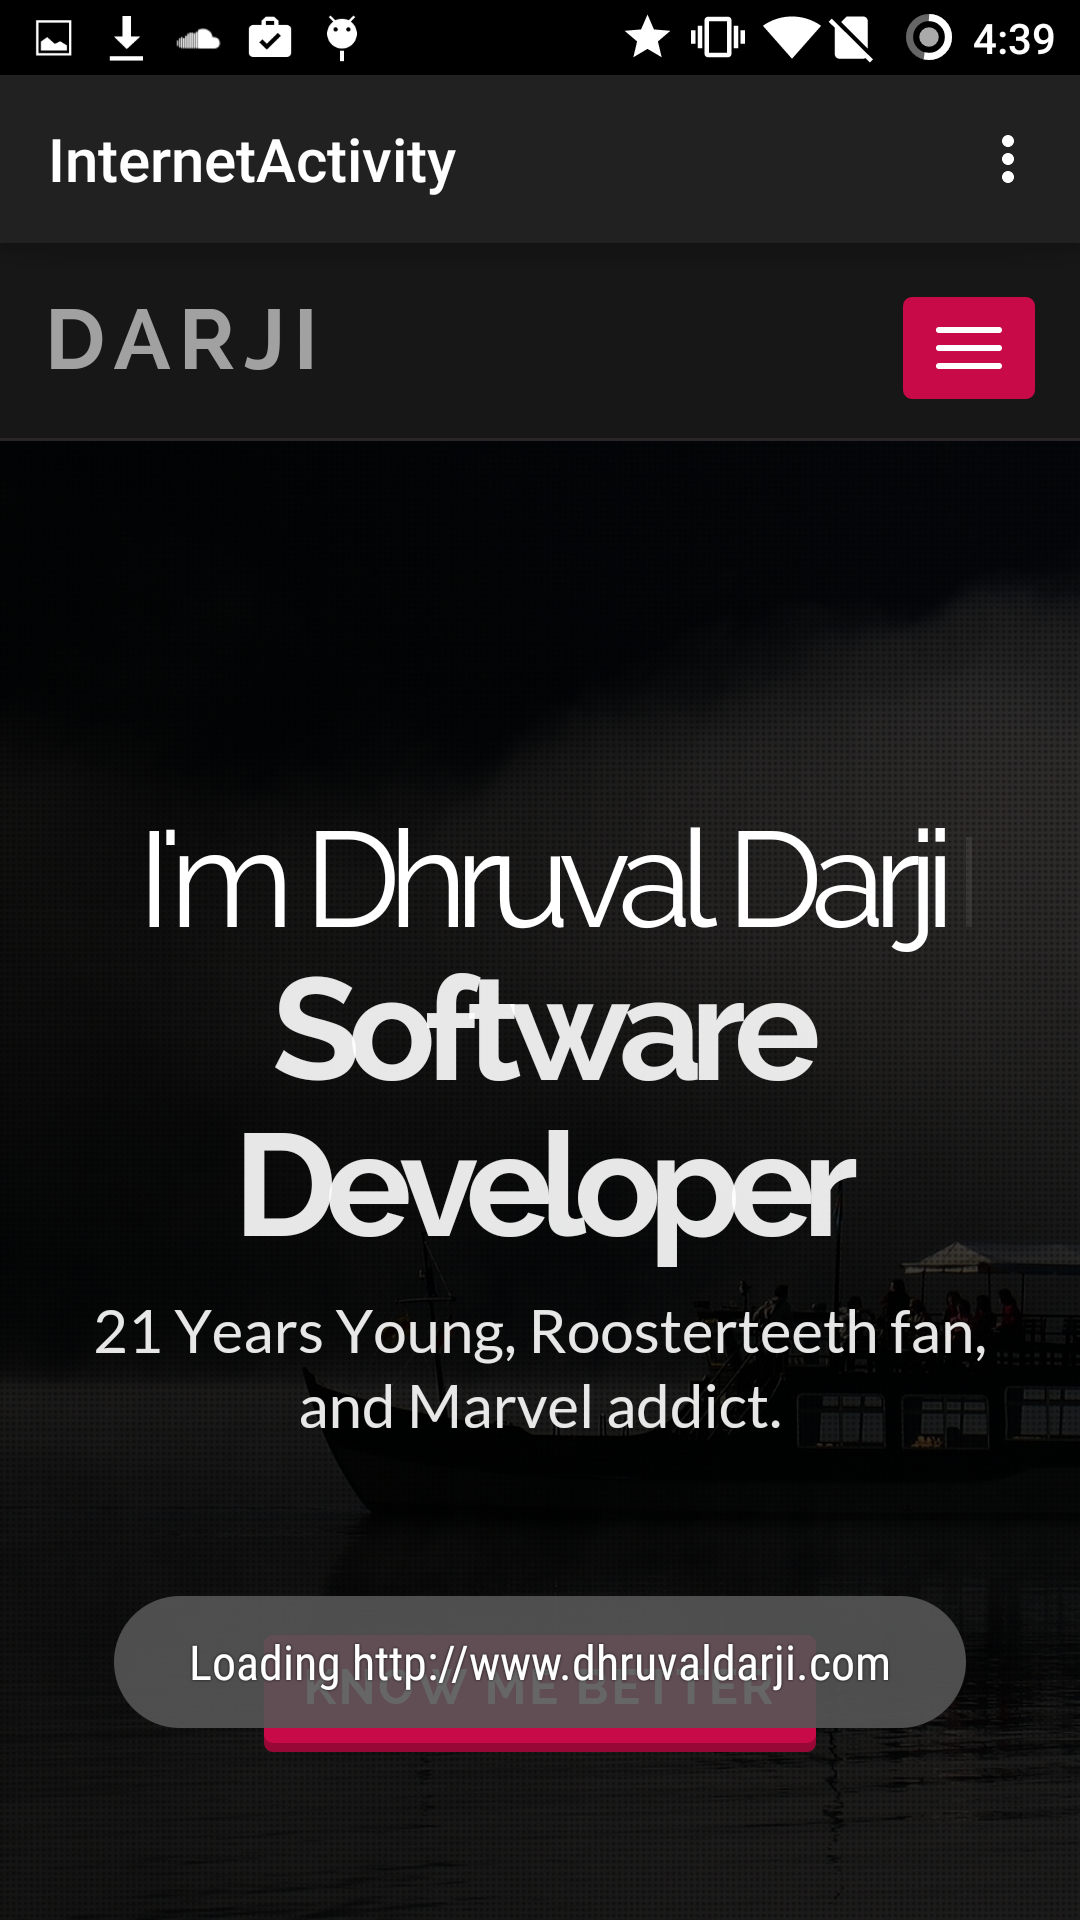 4:39
InternetActivity
DARJI
I'm Dhruval Darji
Software
Developer
21 Years Young, Roosterteeth fan,
and Marvel addict.
Loading http://www.dhruvaldarji.com
KNOW ME BETTER